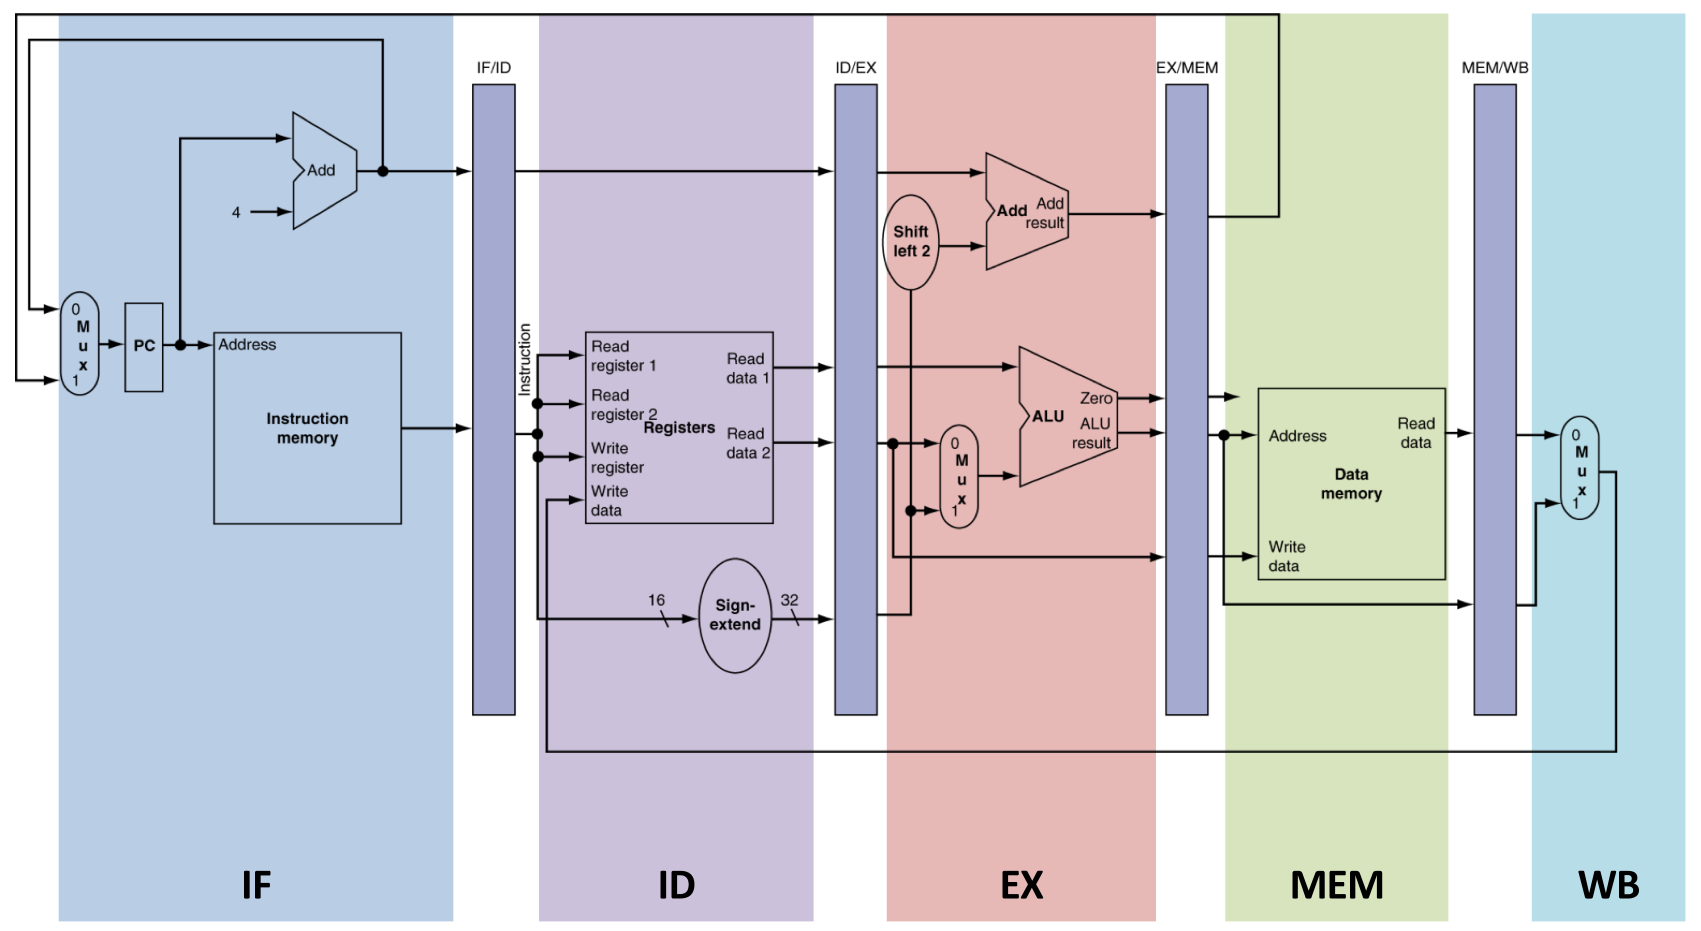 IF/ID
ID/EX
EX/MEM
MEM/WB
Add
4
0
M
u
x
1
PC
Address
Instruction
memory
Instruction
Read
register 1
Read
register 2
Write
register
Write
data
Registers
Read
data 1
Read
data 2
16
Sign-
extend
32
Shift
left 2
Add
Add
result
0
M
u
x
1
ALU
Zero
ALU
result
Address
Read
data
Data
memory
Write
data
0
M
u
x
1
IF
ID
EX
MEM
WB